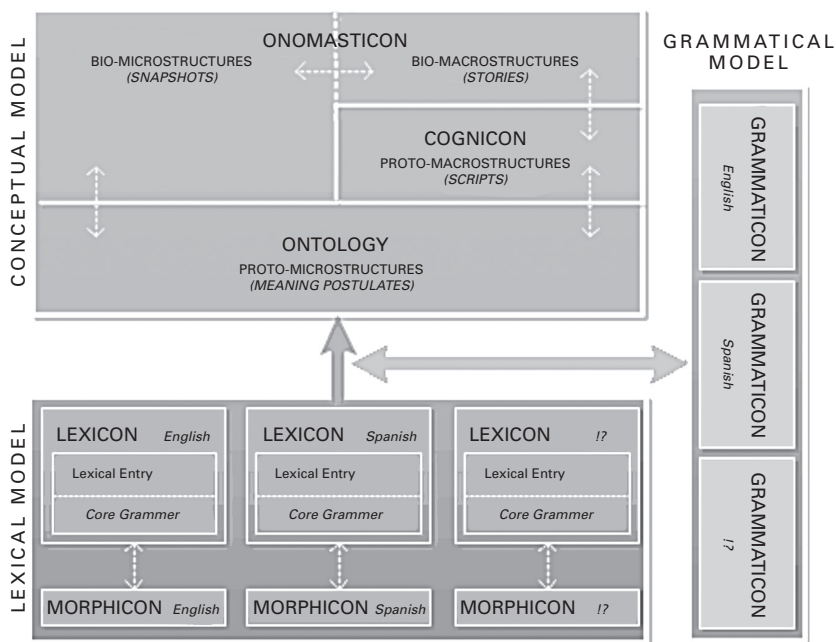 CONCEPTUAL MODEL
ONOMASTICON
BIO-MICROSTRUCTURES
(SNAPSHOTS)
BIO-MACROSTRUCTURES
(STORIES)
COGNICON
PROTO-MACROSTRUCTURES
(SCRIPTS)
ONTOLOGY
PROTO-MICROSTRUCTURES
(MEANING POSTULATES)
GRAMMATICAL
MODEL
GRAMMATICON
English
GRAMMATICON
Spanish
GRAMMATICON
!?
LEXICAL MODEL
LEXICON English
Lexical Entry
Core Grammer
LEXICON Spanish
Lexical Entry
Core Grammer
LEXICON !?
Lexical Entry
Core Grammer
MORPHICON English
MORPHICON Spanish
MORPHICON !?